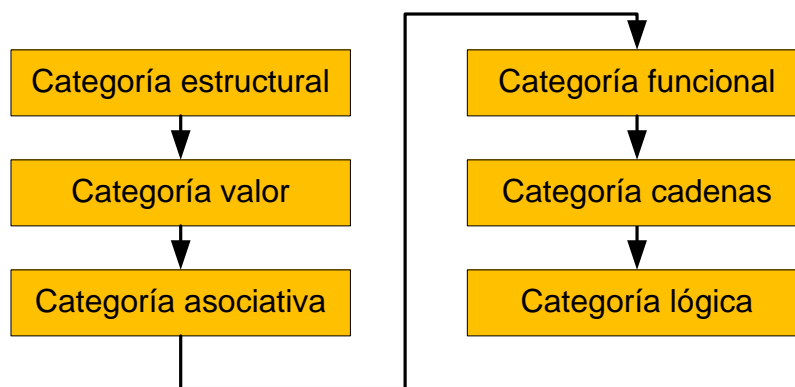 Categoría estructural
Categoría valor
Categoría asociativa
Categoría funcional
Categoría cadenas
Categoría lógica